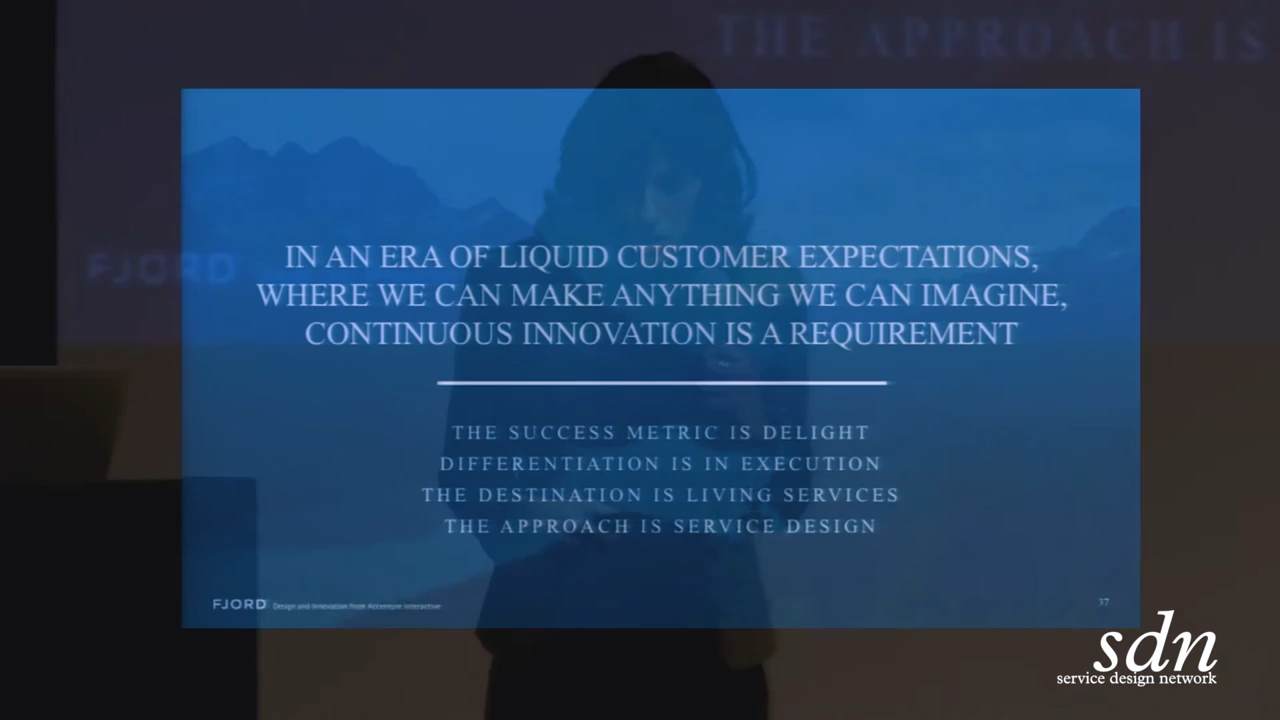 THE APPROACH IS
FJORD
IN AN ERA OF LIQUID CUSTOMER EXPECTATIONS,
WHERE WE CAN MAKE ANYTHING WE CAN IMAGINE,
CONTINUOUS INNOVATION IS A REQUIREMENT
THE SUCCESS METRIC IS DELIGHT
DIFFERENTIATION IS IN EXECUTION
THE DESTINATION IS LIVING SERVICES
THE APPROACH IS SERVICE DESIGN
FJORD Design and Innovation from Accenture Interactive
37
sdn
service design network